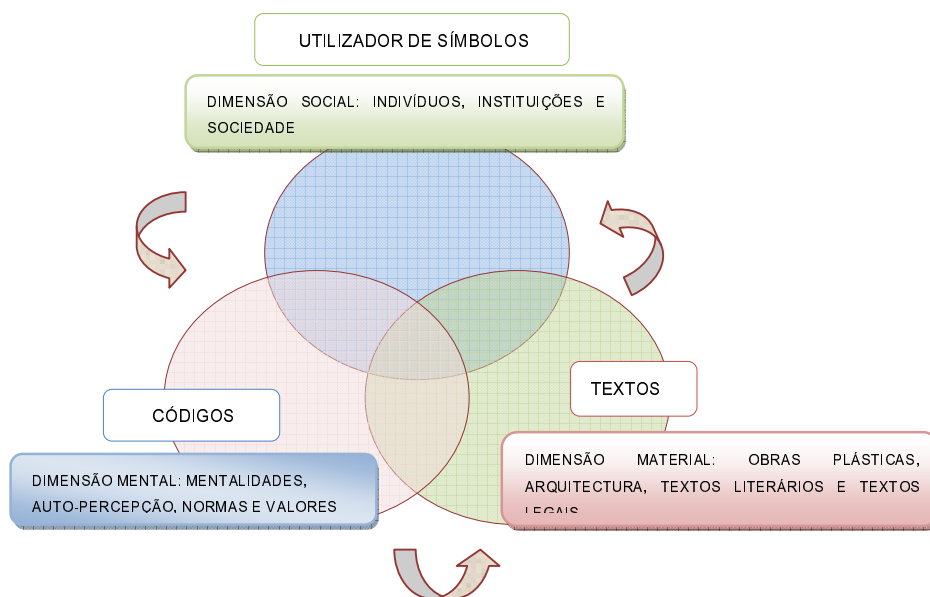 UTILIZADOR DE SÍMBOLOS
DIMENSÃO SOCIAL: INDIVÍDUOS, INSTITUIÇÕES E
SOCIEDADE
CÓDIGOS
DIMENSÃO MENTAL: MENTALIDADES,
AUTO-PERCEPÇÃO, NORMAS E VALORES
TEXTOS
DIMENSÃO MATERIAL: OBRAS PLÁSTICAS,
ARQUITECTURA, TEXTOS LITERÁRIOS E TEXTOS
LEGAIS